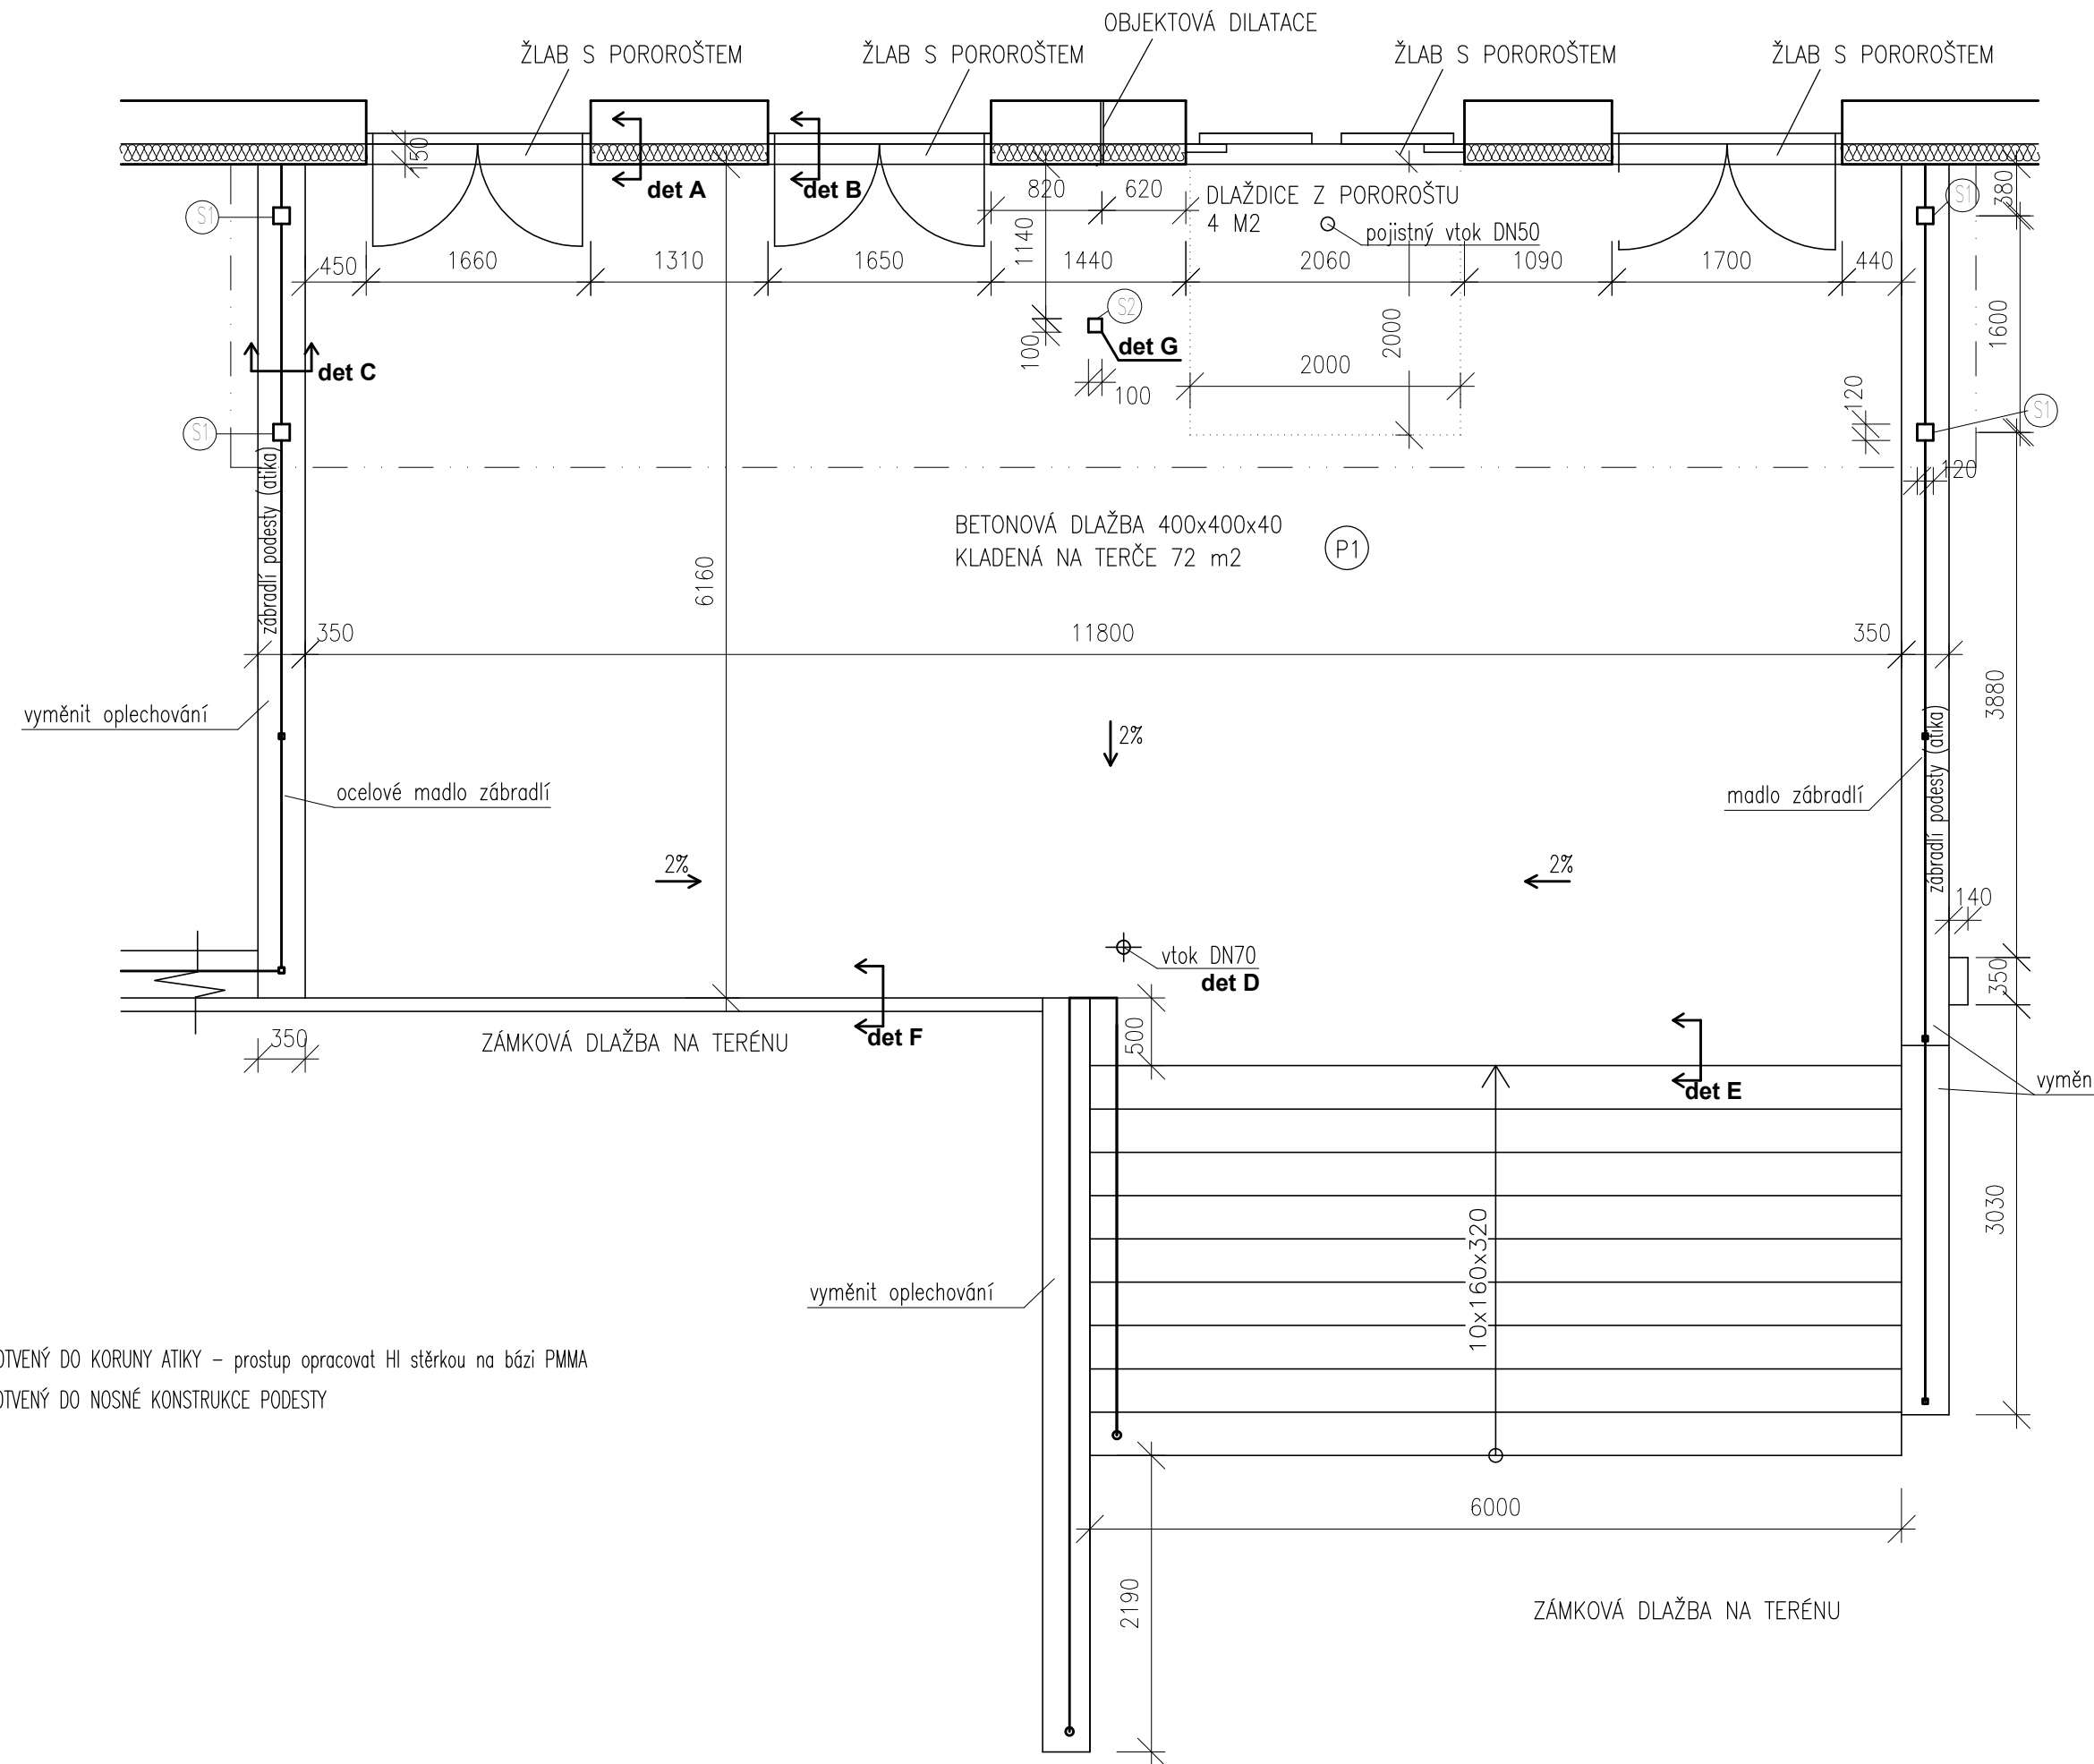 OBJEKTOVÁ DILATACE
ŽLAB S POROROŠTEM
ŽLAB S POROROŠTEM
ŽLAB S POROROŠTEM
ŽLAB S POROROŠTEM
150
det A
det B
820
620
DLAŽDICE Z POROROŠTU
4 M2
pojistný vtok DN50
380
S1
S1
1140
450
1660
1310
1650
1440
2060
1090
1700
440
S2
100
det G
100
2000
2000
1600
det C
120
S1
S1
120
zábradlí podesty (atika)
BETONOVÁ DLAŽBA 400x400x40
KLADENÁ NA TERČE 72 m2
P1
6160
350
11800
350
3880
vyměnit oplechování
2%
ocelové madlo zábradlí
madlo zábradlí
zábradlí podesty (atika)
2%
2%
140
vtok DN70
det D
350
350
ZÁMKOVÁ DLAŽBA NA TERÉNU
det F
500
det E
vyměn
3030
10x160x320
vyměnit oplechování
OTVENÝ DO KORUNY ATIKY – prostup opracovat HI stěrkou na bázi PMMA
OTVENÝ DO NOSNÉ KONSTRUKCE PODESTY
6000
2190
ZÁMKOVÁ DLAŽBA NA TERÉNU